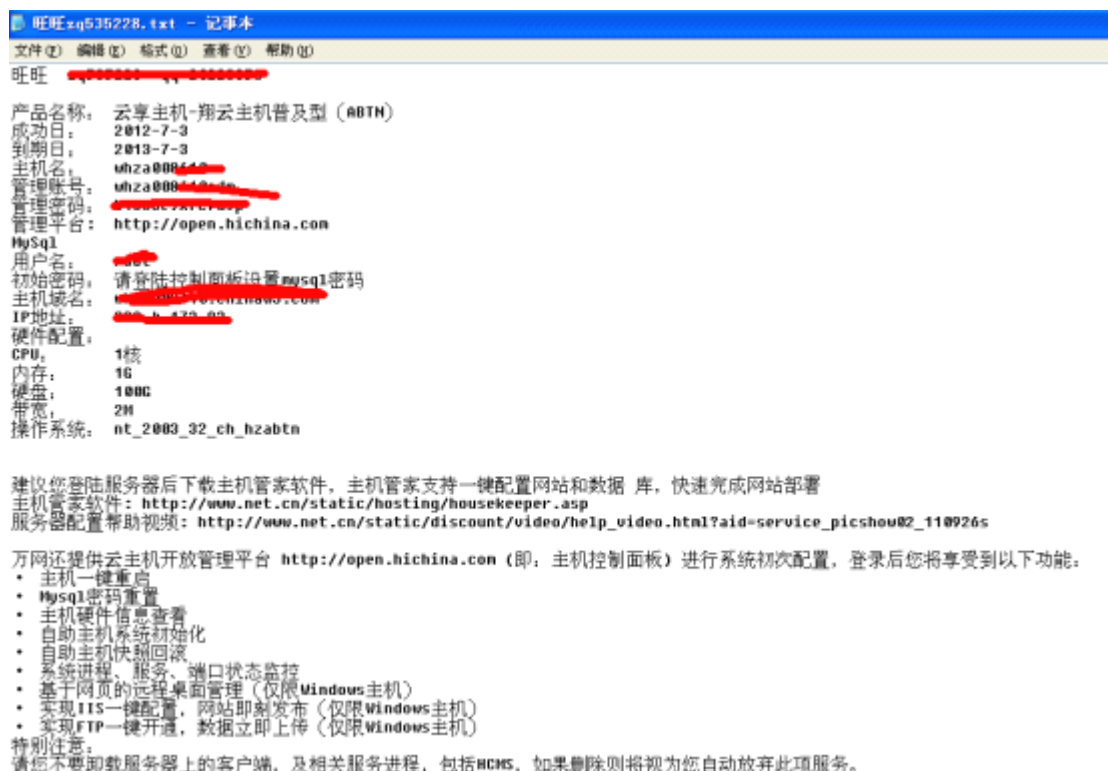 旺旺zq535228.txt - 记事本
文件(F) 编辑(E) 格式(O) 查看(V) 帮助(H)
旺旺
产品名称： 云享主机-翔云主机普及型（ABTN）
成功日： 2012-7-3
到期日： 2013-7-3
主机名： whza008
管理账号： whza008
管理密码：
管理平台: http://open.hichina.com
MySql
用户名：
初始密码： 请登陆控制面板设置mysql密码
主机域名：
IP地址：
硬件配置：
CPU： 1核
内存： 1G
硬盘： 100G
带宽： 2M
操作系统： nt_2003_32_ch_hzabtn
建议您登陆服务器后下载主机管家软件，主机管家支持一键配置网站和数据 库，快速完成网站部署
主机管家软件: http://www.net.cn/static/hosting/housekeeper.asp
服务器配置帮助视频: http://www.net.cn/static/discount/video/help_video.html?aid=service_picshow02_110926s
万网还提供云主机开放管理平台 http://open.hichina.com (即：主机控制面板) 进行系统初次配置，登录后您将享受到以下功能：
• 主机一键重启
• Mysql密码重置
• 主机硬件信息查看
• 自助主机系统初始化
• 自助主机快照回滚
• 系统进程、服务、端口状态监控
• 基于网页的远程桌面管理（仅限Windows主机）
• 实现IIS一键配置，网站即刻发布（仅限Windows主机）
• 实现FTP一键开通，数据立即上传（仅限Windows主机）
特别注意：
请您不要卸载服务器上的客户端，及相关服务进程，包括HCMS，如果删除则将视为您自动放弃此项服务。